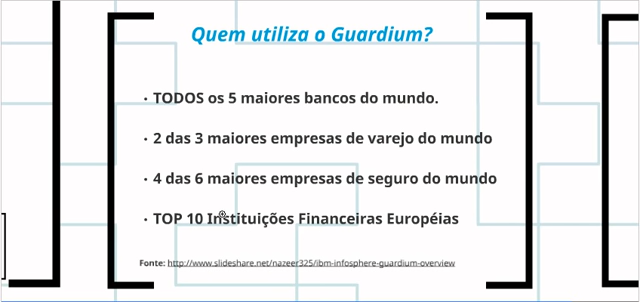 Quem utiliza o Guardium?
• TODOS os 5 maiores bancos do mundo.
• 2 das 3 maiores empresas de varejo do mundo
• 4 das 6 maiores empresas de seguro do mundo
• TOP 10 Instituições Financeiras Européias
Fonte: http://www.slideshare.net/nazeer325/ibm-infosphere-guardium-overview